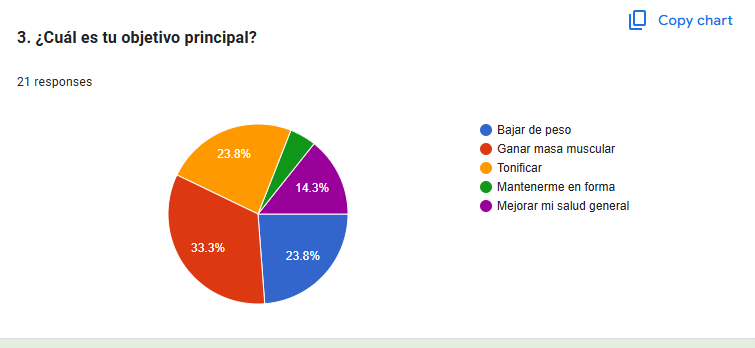 Copy chart
3. ¿Cuál es tu objetivo principal?
21 responses
23.8%
14.3%
33.3%
23.8%
Bajar de peso
Ganar masa muscular
Tonificar
Mantenerme en forma
Mejorar mi salud general